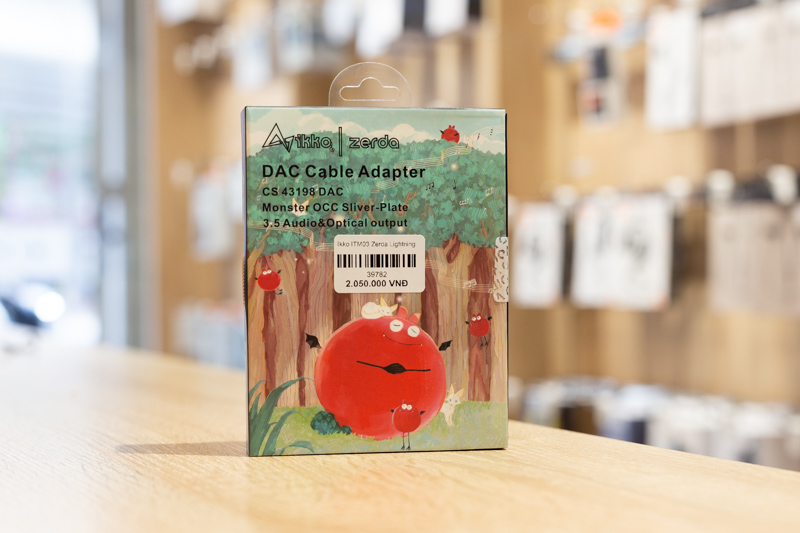 ikko | zerda
DAC Cable Adapter
CS 43198 DAC
Monster OCC Sliver-Plate
3.5 Audio&Optical output
Ikko ITM03 Zerda Lightning
39782
2.050.000 VNĐ